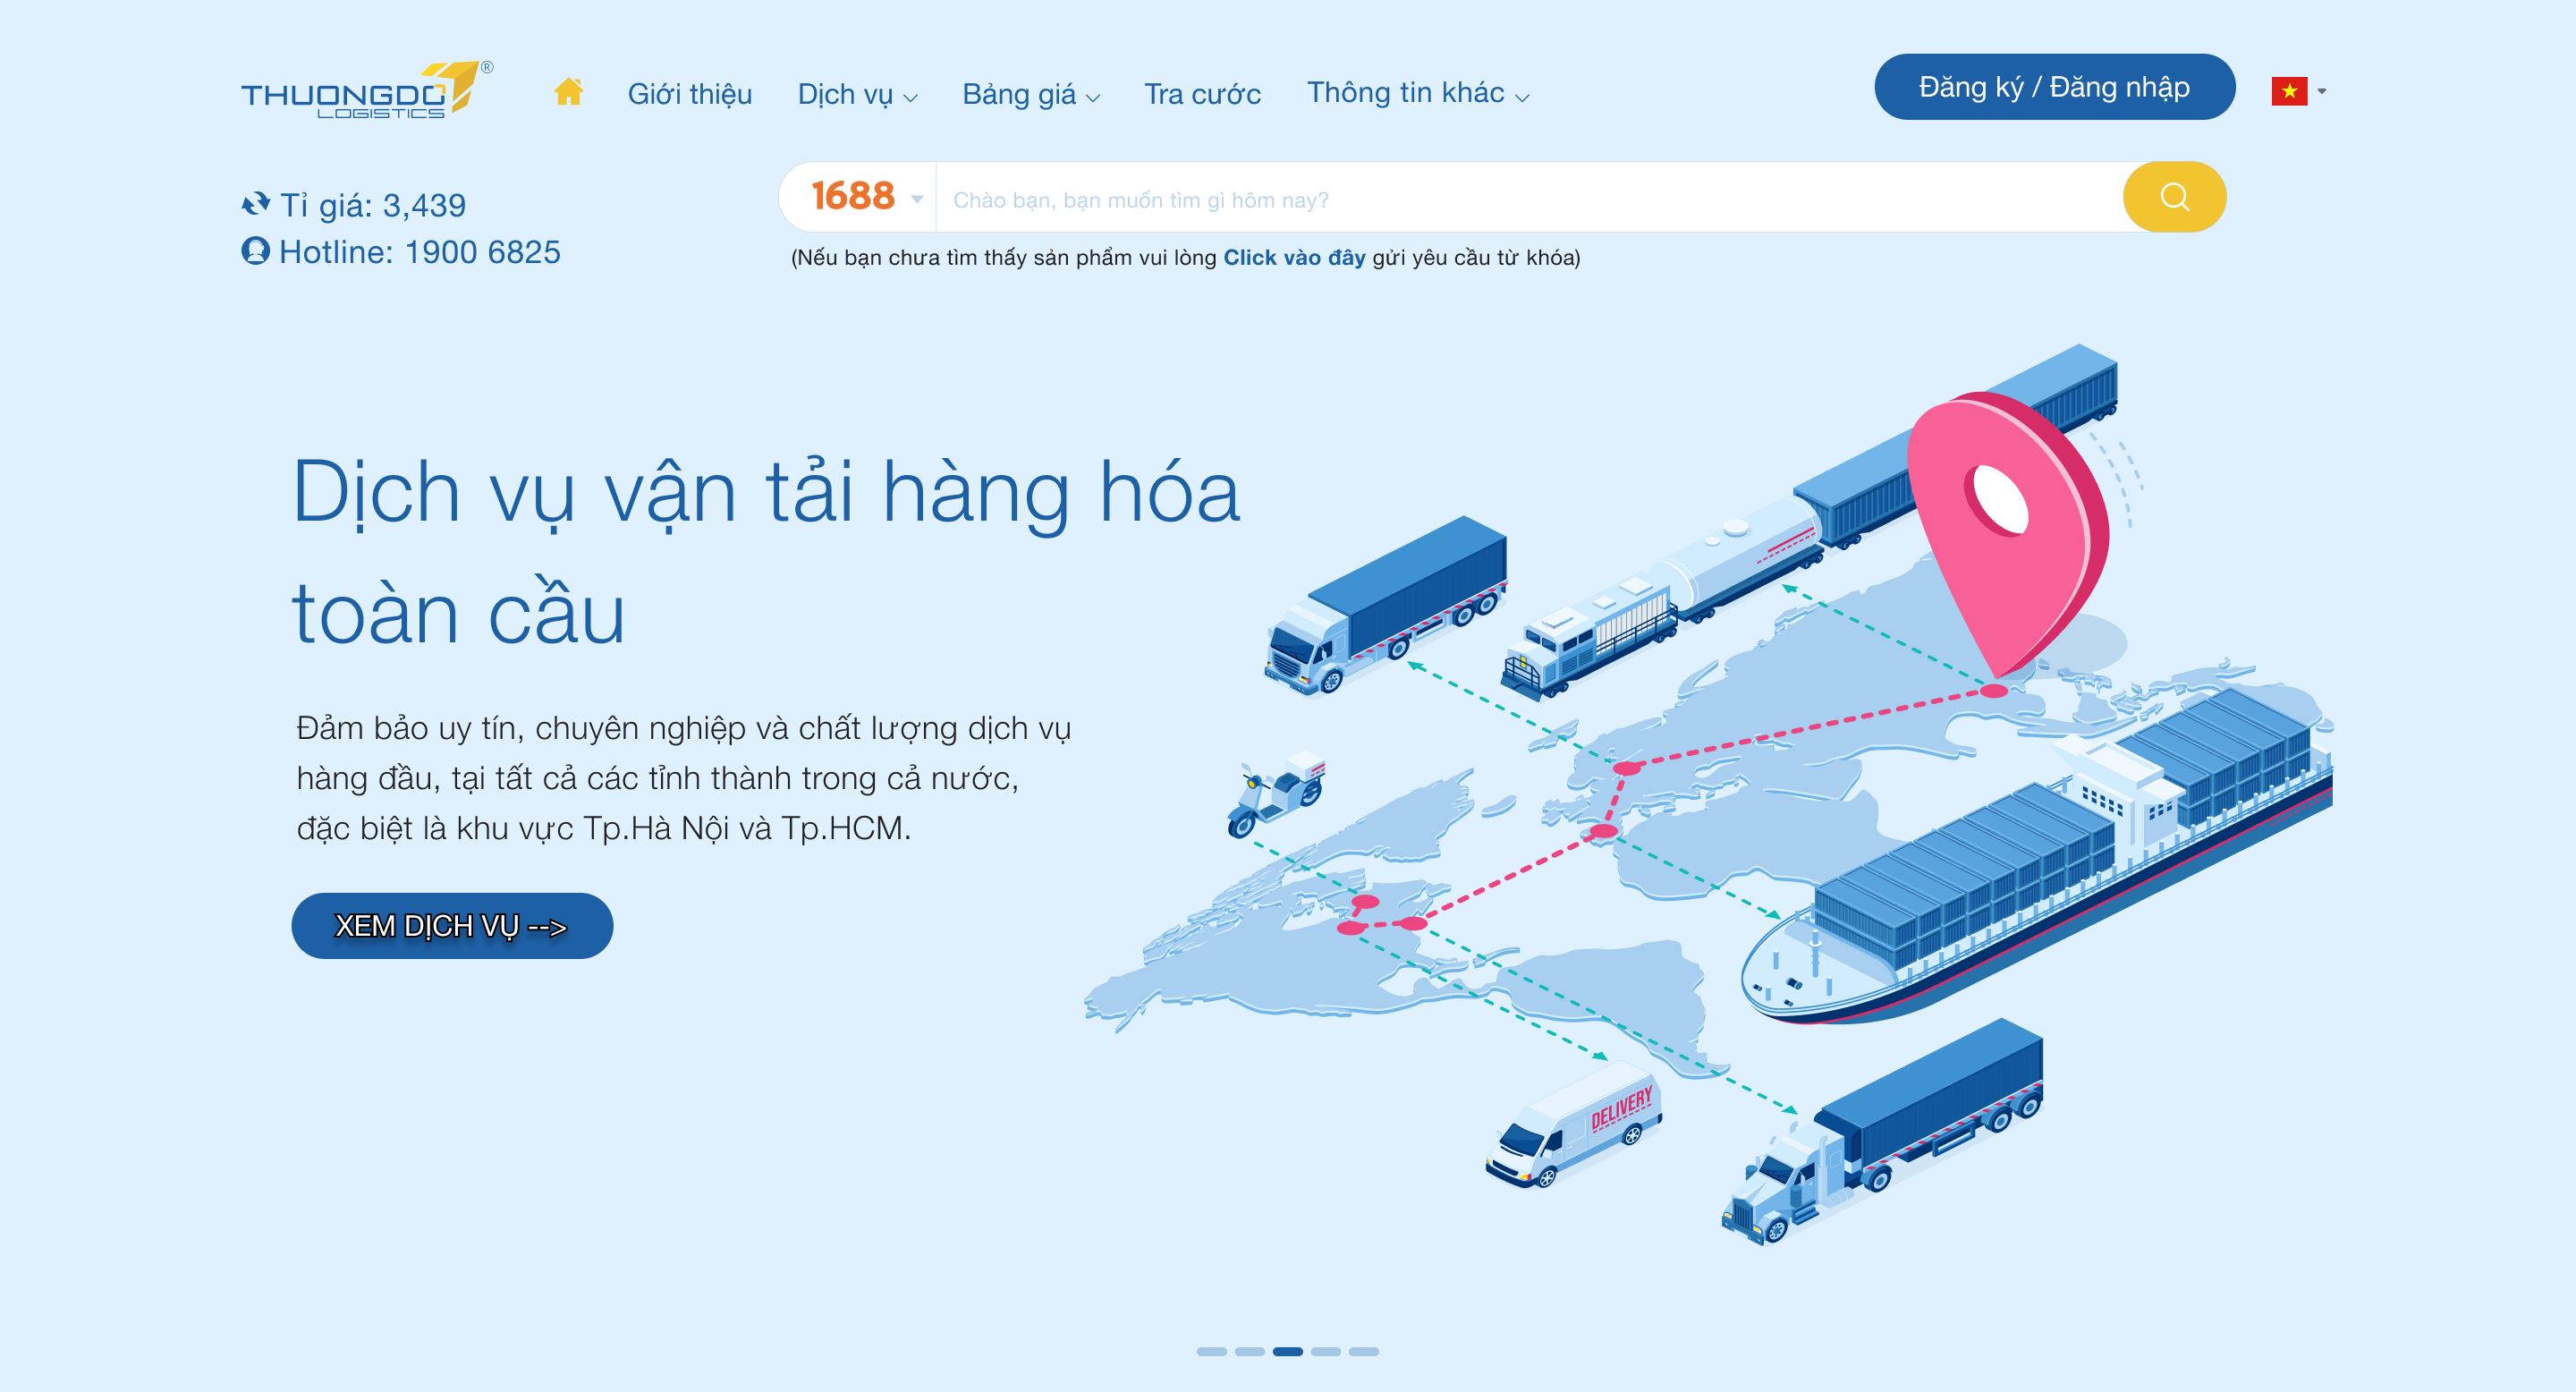 THUONGDO®
LOGISTICS
Giới thiệu
Dịch vụ
Bảng giá
Tra cước
Thông tin khác
Đăng ký / Đăng nhập
Tỉ giá: 3,439
Hotline: 1900 6825
1688
Chào bạn, bạn muốn tìm gì hôm nay?
(Nếu bạn chưa tìm thấy sản phẩm vui lòng Click vào đây gửi yêu cầu từ khóa)
Dịch vụ vận tải hàng hóa
toàn cầu
Đảm bảo uy tín, chuyên nghiệp và chất lượng dịch vụ
hàng đầu, tại tất cả các tỉnh thành trong cả nước,
đặc biệt là khu vực Tp.Hà Nội và Tp.HCM.
XEM DỊCH VỤ -->
DELIVERY